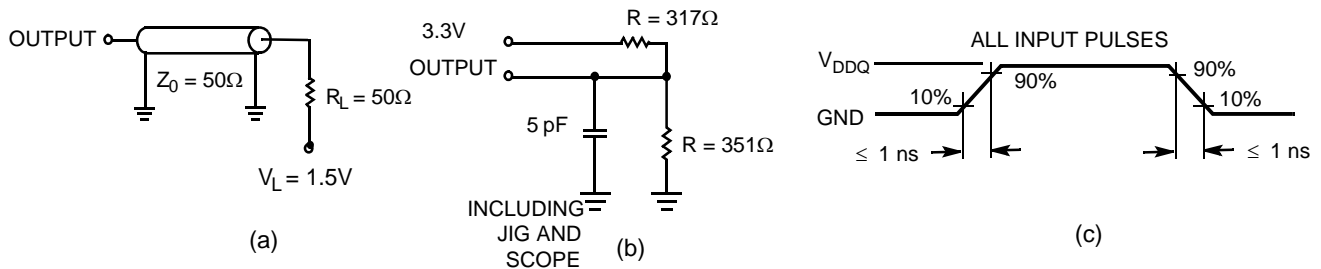 OUTPUT
Z0 = 50Ω
RL = 50Ω
VL = 1.5V
(a)
R = 317Ω
3.3V
OUTPUT
5 pF
R = 351Ω
INCLUDING
JIG AND
SCOPE
(b)
ALL INPUT PULSES
VDDQ
GND
10%
90%
90%
10%
≤ 1 ns
≤ 1 ns
(c)